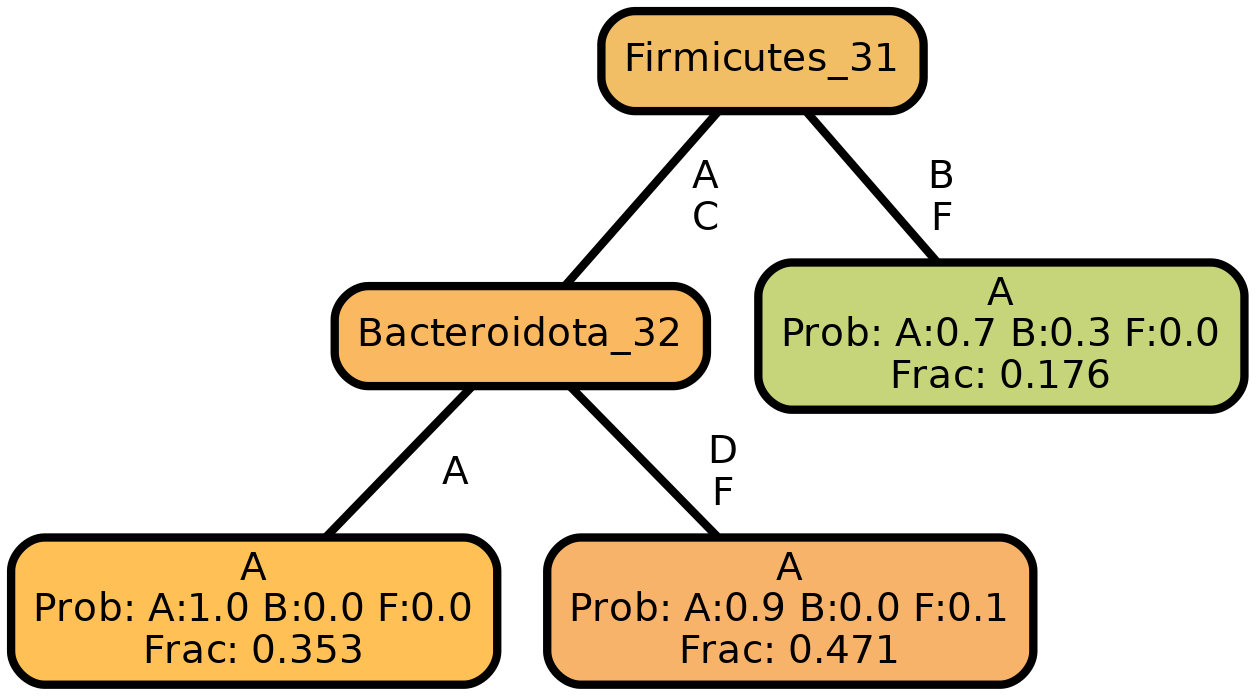 Firmicutes_31
A
C
B
F
Bacteroidota_32
A
Prob: A:0.7 B:0.3 F:0.0
Frac: 0.176
A
D
F
A
Prob: A:1.0 B:0.0 F:0.0
Frac: 0.353
A
Prob: A:0.9 B:0.0 F:0.1
Frac: 0.471